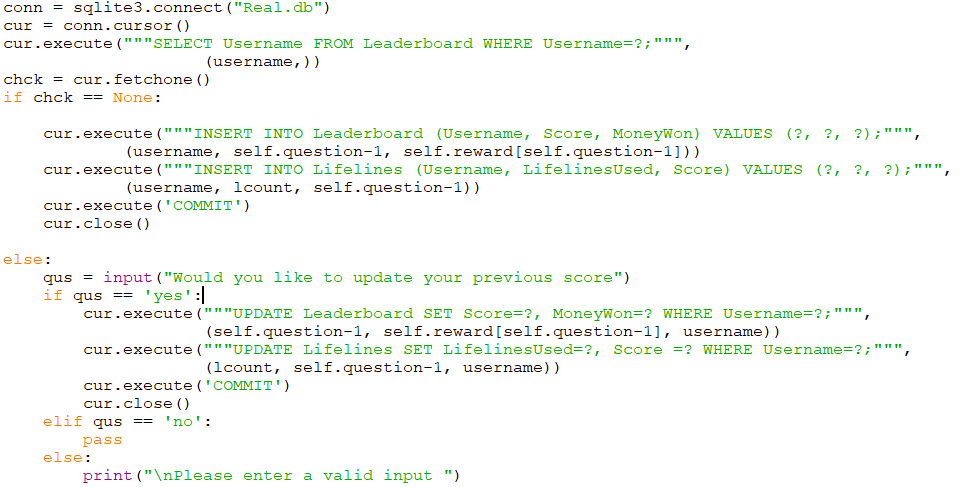 conn = sqlite3.connect("Real.db")
cur = conn.cursor()
cur.execute("""SELECT Username FROM Leaderboard WHERE Username=?;""",
                    (username,))
chck = cur.fetchone()
if chck == None:

    cur.execute("""INSERT INTO Leaderboard (Username, Score, MoneyWon) VALUES (?, ?, ?);""",
            (username, self.question-1, self.reward[self.question-1]))
    cur.execute("""INSERT INTO Lifelines (Username, LifelinesUsed, Score) VALUES (?, ?, ?);""",
            (username, lcount, self.question-1))
    cur.execute('COMMIT')
    cur.close()

else:
    qus = input("Would you like to update your previous score")
    if qus == 'yes':
        cur.execute("""UPDATE Leaderboard SET Score=?, MoneyWon=? WHERE Username=?;""",
                    (self.question-1, self.reward[self.question-1], username))
        cur.execute("""UPDATE Lifelines SET LifelinesUsed=?, Score =? WHERE Username=?;""",
                    (lcount, self.question-1, username))
        cur.execute('COMMIT')
        cur.close()
    elif qus == 'no':
        pass
    else:
        print("\nPlease enter a valid input ")